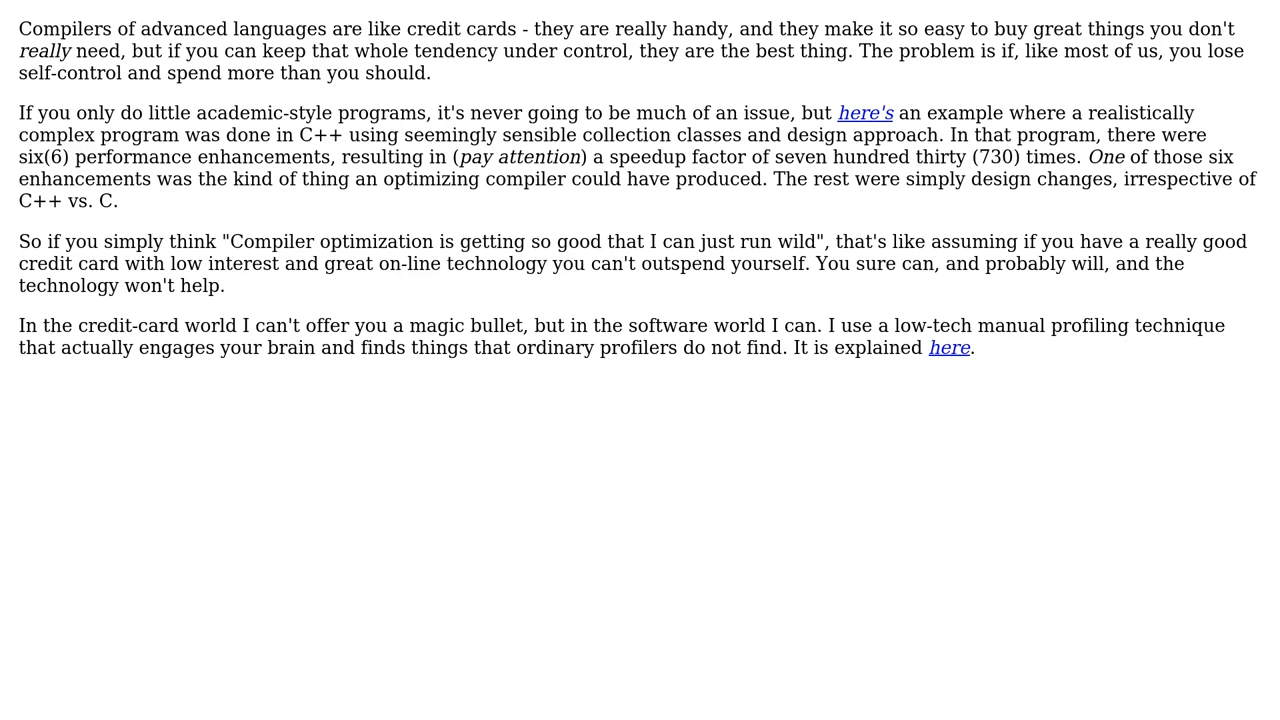 Compilers of advanced languages are like credit cards - they are really handy, and they make it so easy to buy great things you don't
really need, but if you can keep that whole tendency under control, they are the best thing. The problem is if, like most of us, you lose
self-control and spend more than you should.
If you only do little academic-style programs, it's never going to be much of an issue, but here's an example where a realistically
complex program was done in C++ using seemingly sensible collection classes and design approach. In that program, there were
six(6) performance enhancements, resulting in (pay attention) a speedup factor of seven hundred thirty (730) times. One of those six
enhancements was the kind of thing an optimizing compiler could have produced. The rest were simply design changes, irrespective of
C++ vs. C.
So if you simply think "Compiler optimization is getting so good that I can just run wild", that's like assuming if you have a really good
credit card with low interest and great on-line technology you can't outspend yourself. You sure can, and probably will, and the
technology won't help.
In the credit-card world I can't offer you a magic bullet, but in the software world I can. I use a low-tech manual profiling technique
that actually engages your brain and finds things that ordinary profilers do not find. It is explained here.